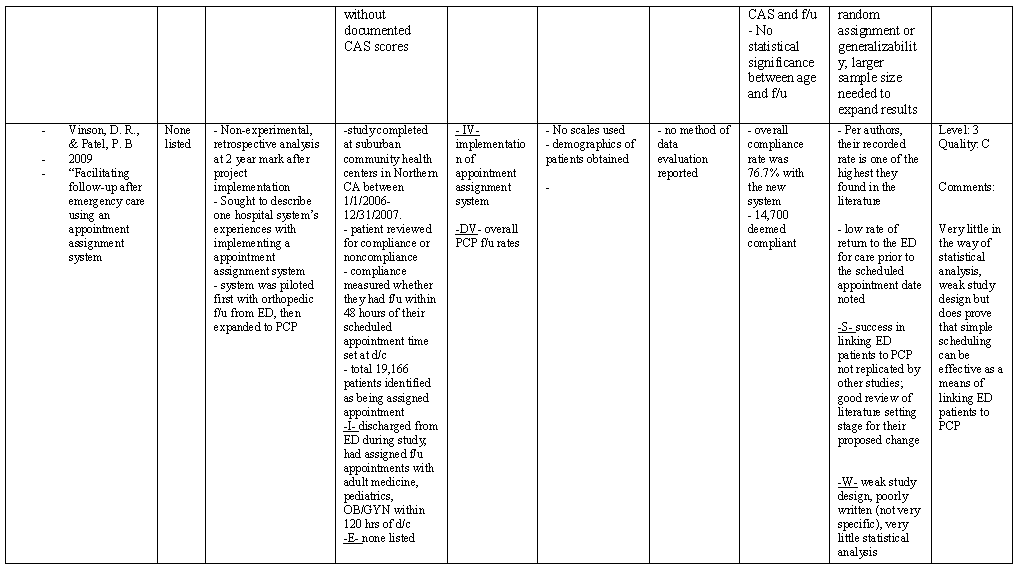 without
documented
CAS scores
CAS and f/u
- No
statistical
significance
between age
and f/u
random
assignment or
generalizabilit
y; larger
sample size
needed to
expand results
- Vinson, D. R.,
& Patel, P. B
- 2009
- “Facilitating
follow-up after
emergency care
using an
appointment
assignment
system
None
listed
- Non-experimental,
retrospective analysis
at 2 year mark after
project
implementation
- Sought to describe
one hospital system’s
experiences with
implementing a
appointment
assignment system
- system was piloted
first with orthopedic
f/u from ED, then
expanded to PCP
-study completed
at suburban
community health
centers in Northern
CA between
1/1/2006-
12/31/2007.
- patient reviewed
for compliance or
noncompliance
- compliance
measured whether
they had f/u within
48 hours of their
scheduled
appointment time
set at d/c
- total 19,166
patients identified
as being assigned
appointment
-I- discharged from
ED during study,
had assigned f/u
appointments with
adult medicine,
pediatrics,
OB/GYN within
120 hrs of d/c
-E- none listed
- IV-
implementatio
n of
appointment
assignment
system
-DV- overall
PCP f/u rates
- No scales used
- demographics of
patients obtained
-
- no method of
data
evaluation
reported
- overall
compliance
rate was
76.7% with
the new
system
- 14,700
deemed
compliant
- Per authors,
their recorded
rate is one of the
highest they
found in the
literature
- low rate of
return to the ED
for care prior to
the scheduled
appointment date
noted
-S- success in
linking ED
patients to PCP
not replicated by
other studies;
good review of
literature setting
stage for their
proposed change
-W- weak study
design, poorly
written (not very
specific), very
little statistical
analysis
Level: 3
Quality: C
Comments:
Very little in
the way of
statistical
analysis,
weak study
design but
does prove
that simple
scheduling
can be
effective as a
means of
linking ED
patients to
PCP